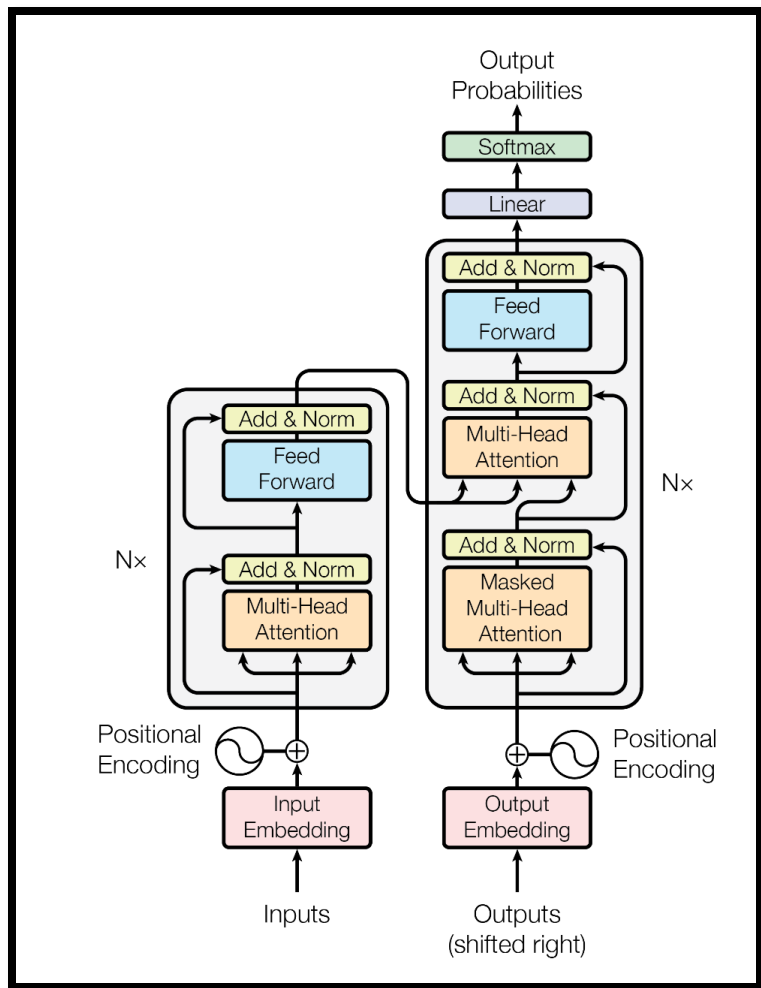 Output
Probabilities
Softmax
Linear
Add & Norm
Feed
Forward
Add & Norm
Multi-Head
Attention
Add & Norm
Masked
Multi-Head
Attention
N×
Add & Norm
Feed
Forward
Add & Norm
Multi-Head
Attention
N×
Positional
Encoding
Positional
Encoding
Input
Embedding
Output
Embedding
Inputs
Outputs
(shifted right)